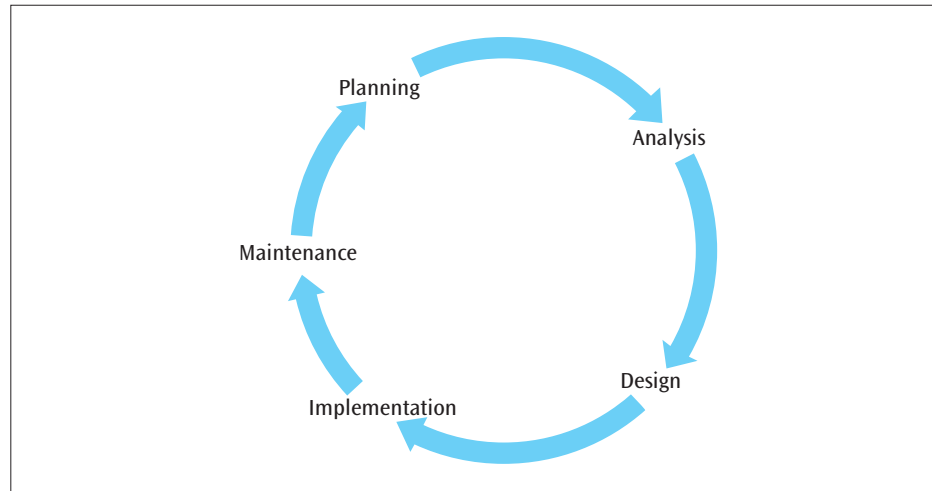 Planning
Analysis
Design
Implementation
Maintenance